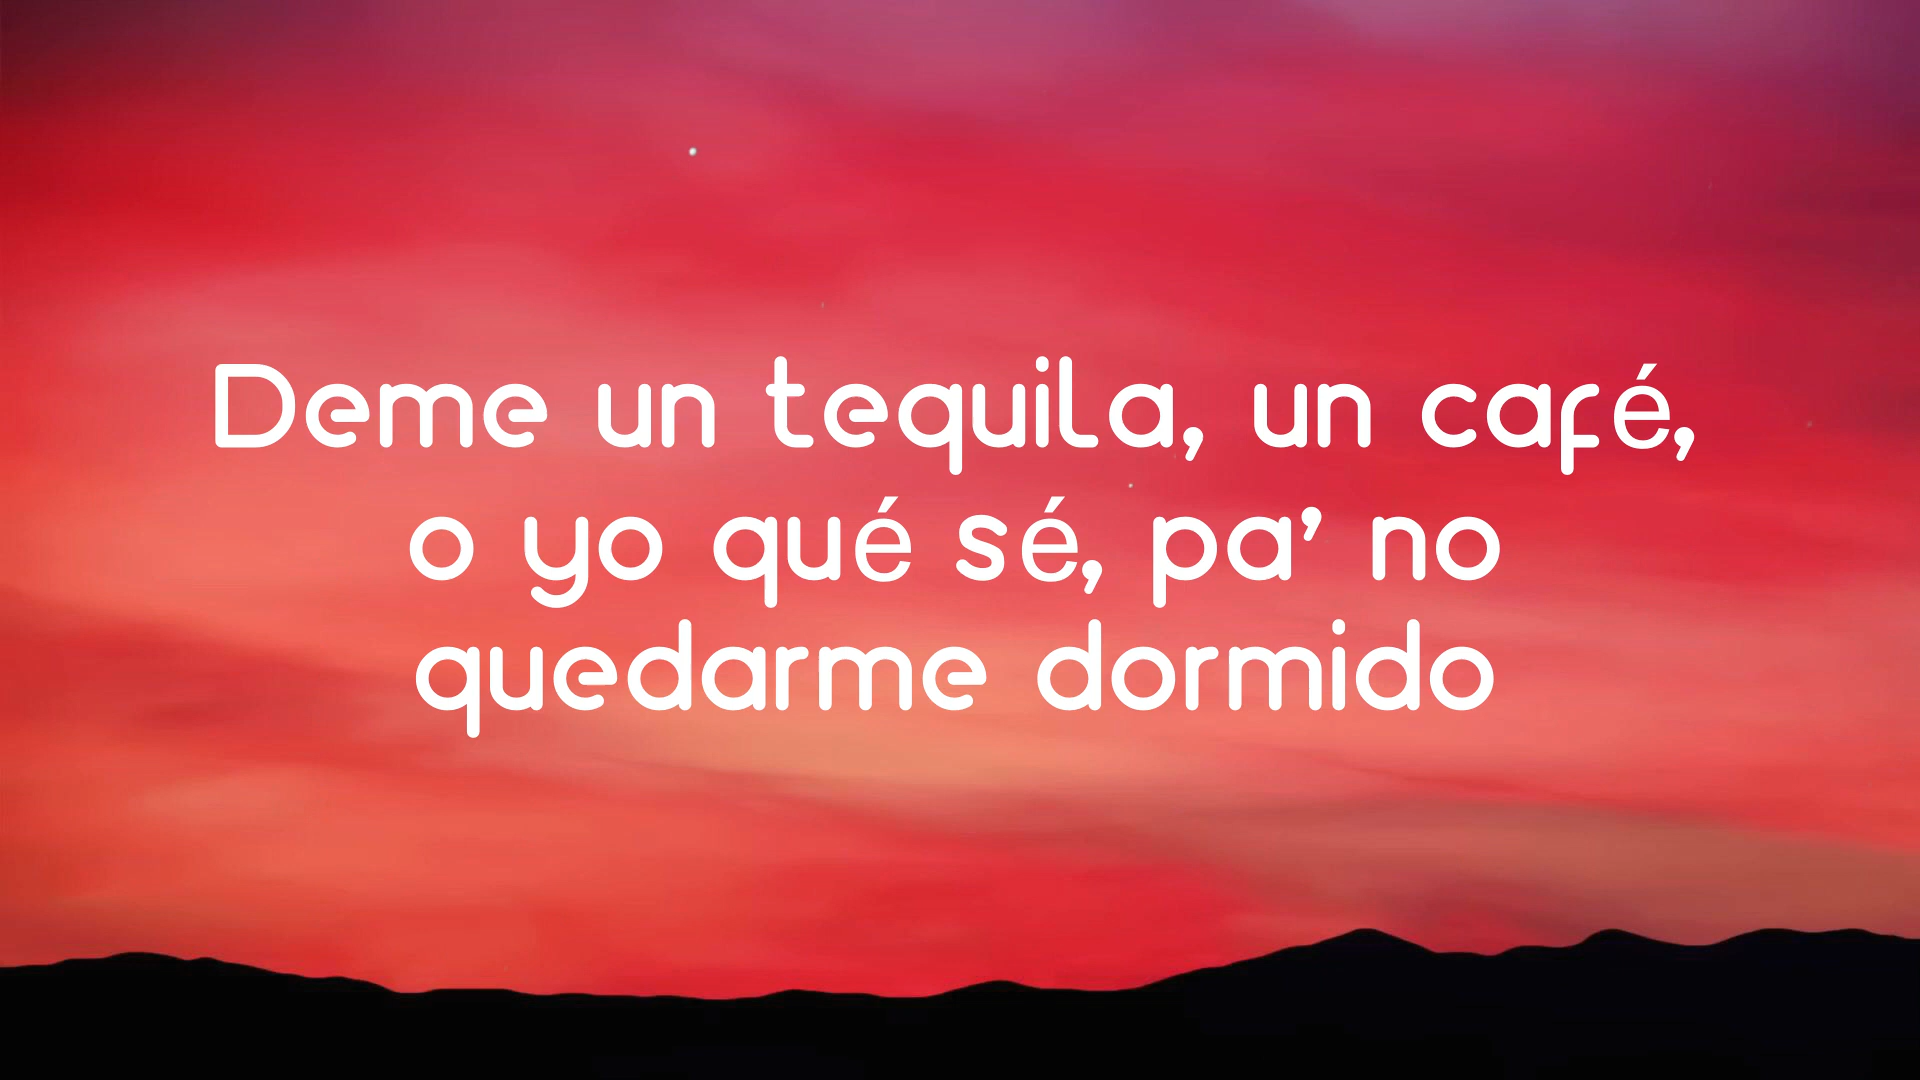 Deme un tequila, un café,
o yo qué sé, pa’ no
quedarme dormido